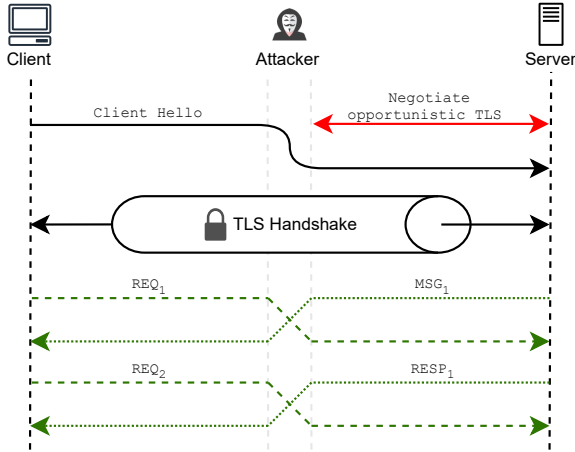 Client
Attacker
Server
Client Hello
Negotiate
opportunistic TLS
TLS Handshake
REQ₁
MSG₁
REQ₂
RESP₁